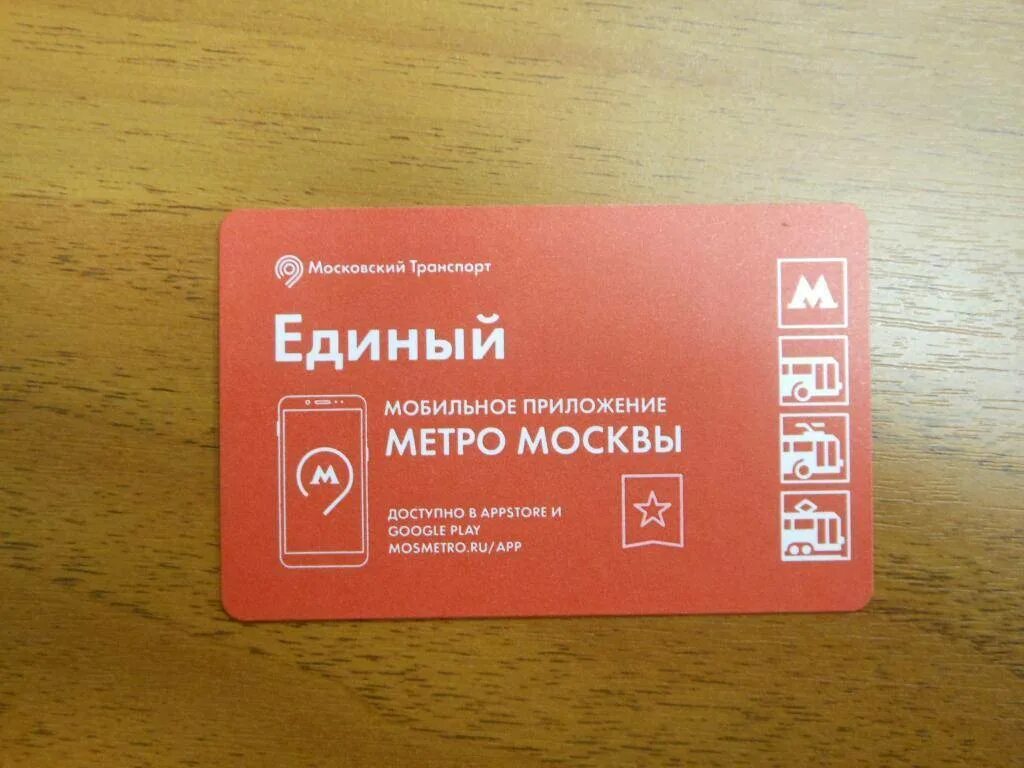 Московский Транспорт
Единый
МОБИЛЬНОЕ ПРИЛОЖЕНИЕ
МЕТРО МОСКВЫ
М
ДОСТУПНО В APPSTORE И
GOOGLE PLAY
MOSMETRO.RU/APP
М